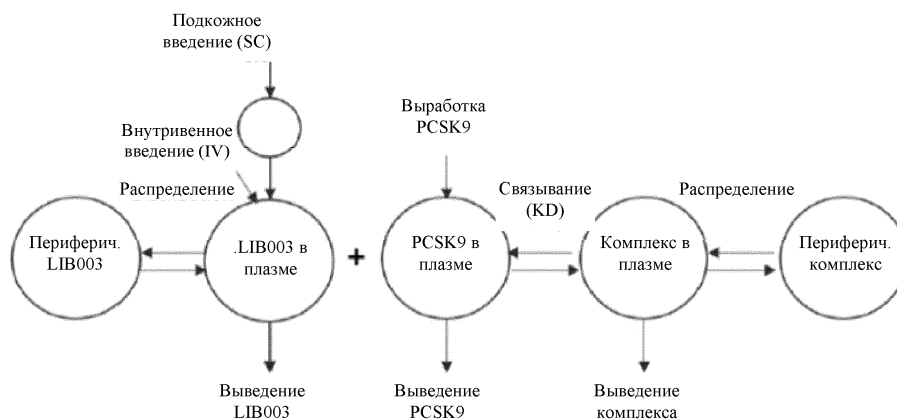 Подкожное
введение (SC)
Выработка
PCSK9
Внутривенное
введение (IV)
Распределение
Связывание
(KD)
Распределение
Периферич.
LIB003
.LIB003 в
плазме
+
PCSK9 в
плазме
Комплекс в
плазме
Периферич.
комплекс
Выведение
LIB003
Выведение
PCSK9
Выведение
комплекса